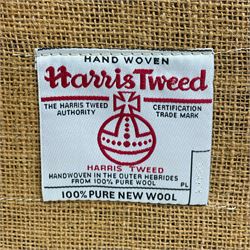 HAND WOVEN
Harris Tweed
THE HARRIS TWEED CERTIFICATION
AUTHORITY TRADE MARK
HARRIS TWEED
HANDWOVEN IN THE OUTER HEBRIDES
FROM 100% PURE WOOL PL
100% PURE NEW WOOL